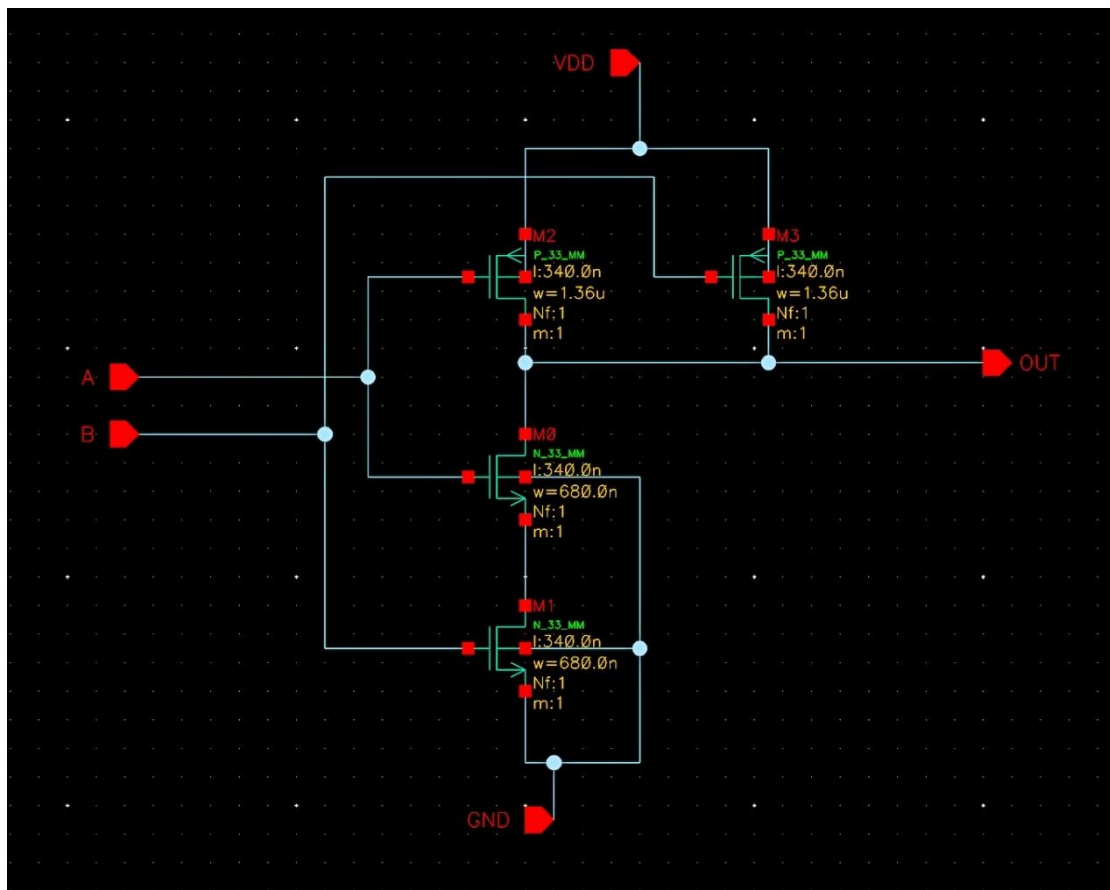 VDD
M2
P_33_MM
l:340.0n
w=1.36u
Nf:1
m:1
M3
P_33_MM
l:340.0n
w=1.36u
Nf:1
m:1
A
OUT
B
M0
N_33_MM
l:340.0n
w=680.0n
Nf:1
m:1
M1
N_33_MM
l:340.0n
w=680.0n
Nf:1
m:1
GND